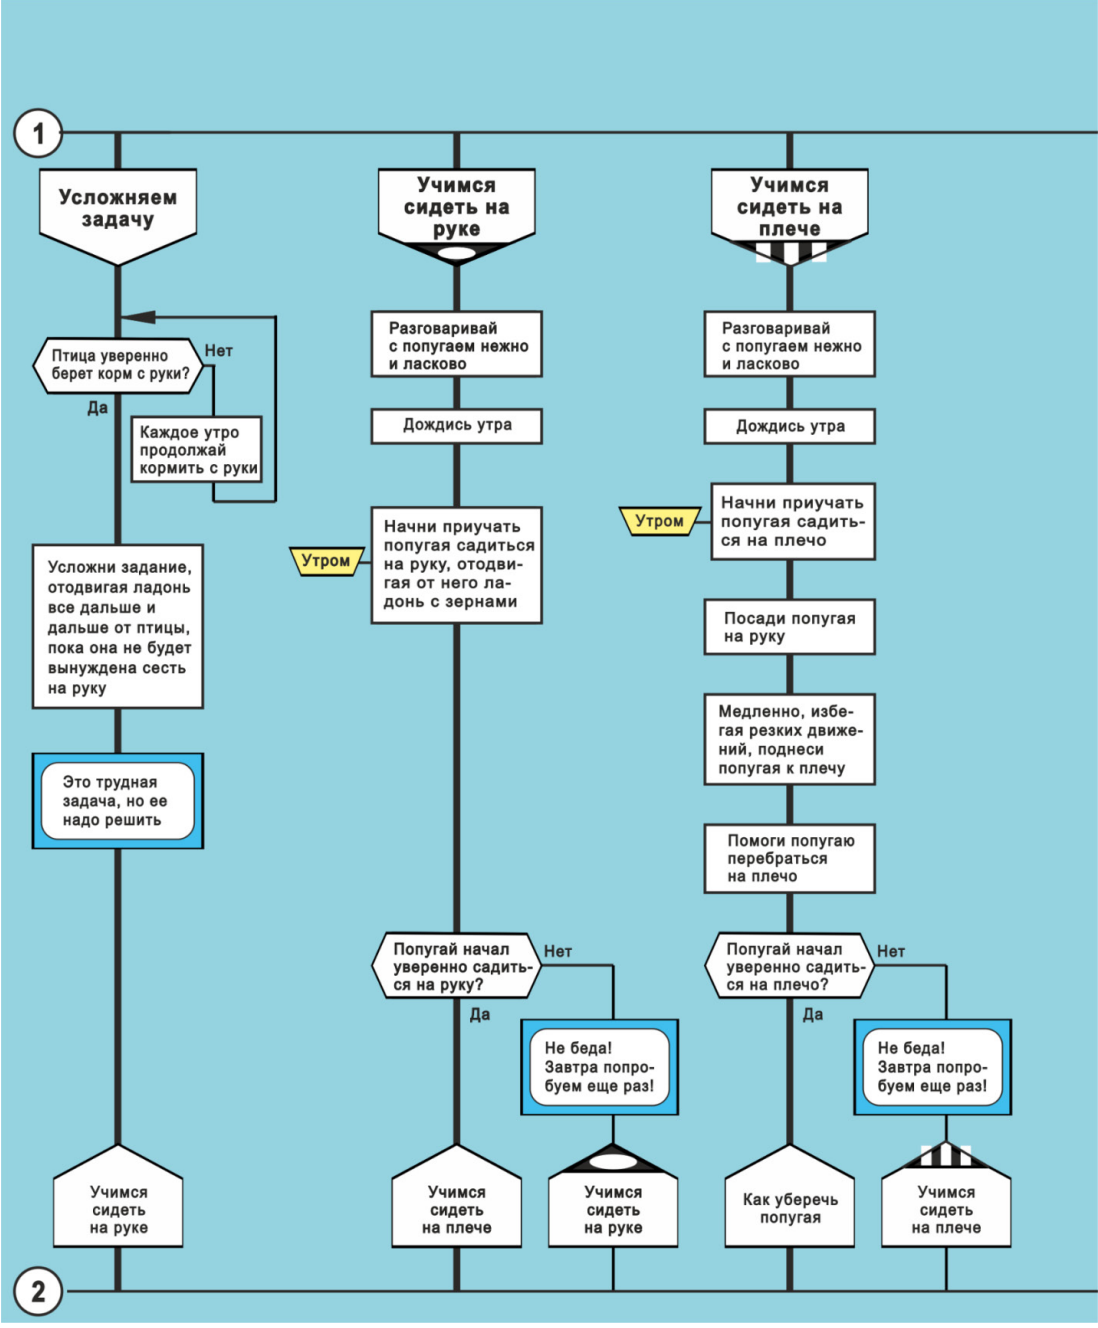 1
Усложняем
задачу
Птица уверенно
берет корм с руки?
Нет
Да
Каждое утро
продолжай
кормить с руки
Усложни задание,
отодвигая ладонь
все дальше и
дальше от птицы,
пока она не будет
вынуждена сесть
на руку
Это трудная
задача, но ее
надо решить
Учимся
сидеть
на руке
Учимся
сидеть на
руке
Разговаривай
с попугаем нежно
и ласково
Дождись утра
Утром
Начни приучать
попугая садиться
на руку, отодви-
гая от него ла-
донь с зернами
Попугай начал
уверенно садить-
ся на руку?
Нет
Да
Не беда!
Завтра попро-
буем еще раз!
Учимся
сидеть
на плече
Учимся
сидеть
на руке
Учимся
сидеть на
плече
Разговаривай
с попугаем нежно
и ласково
Дождись утра
Утром
Начни приучать
попугая садить-
ся на плечо
Посади попугая
на руку
Медленно, избе-
гая резких движе-
ний, поднеси
попугая к плечу
Помоги попугаю
перебраться
на плечо
Попугай начал
уверенно садить-
ся на плечо?
Нет
Да
Не беда!
Завтра попро-
буем еще раз!
Как уберечь
попугая
Учимся
сидеть
на плече
2